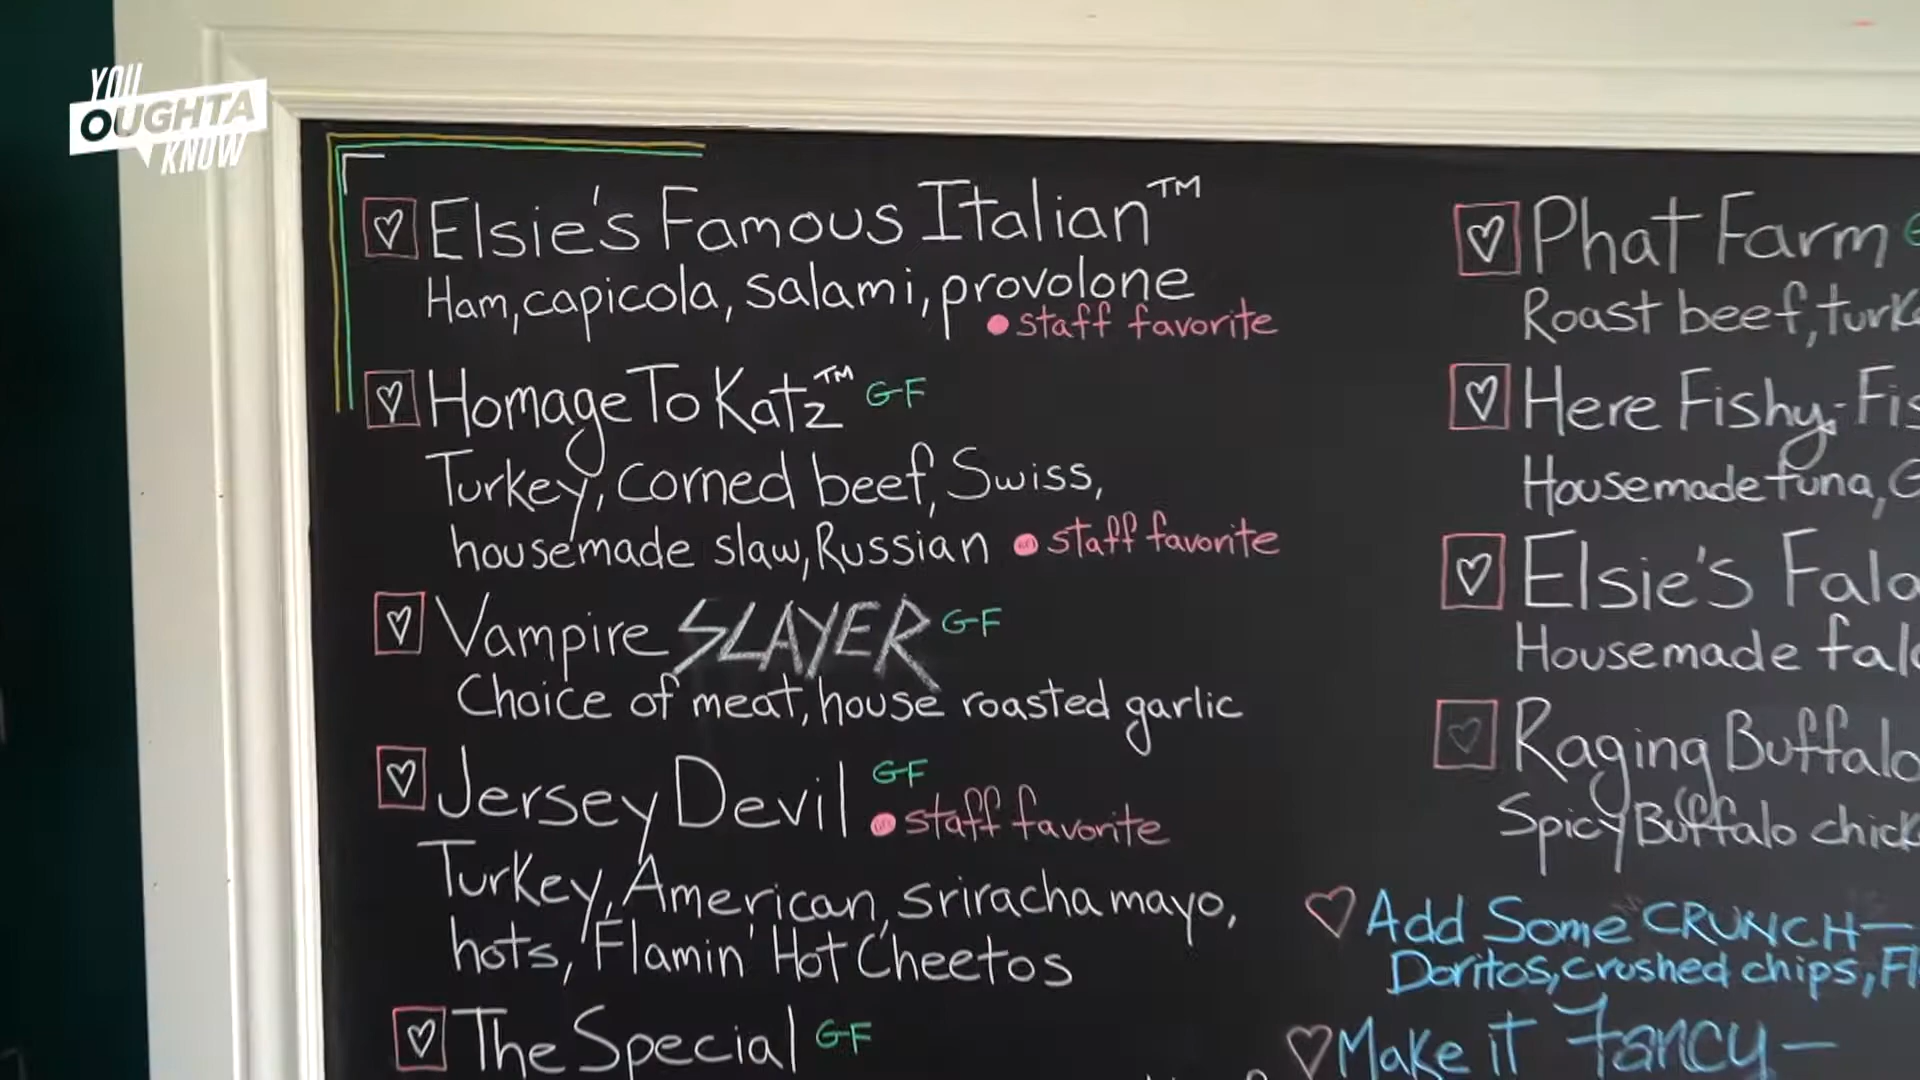 YOU
OUGHTA
KNOW
Elsie's Famous Italian™
Ham, capicola, salami, provolone
staff favorite
Homage To Katz™ GF
Turkey, corned beef, Swiss,
housemade slaw, Russian staff favorite
Vampire SLAYER GF
Choice of meat, house roasted garlic
Jersey Devil GF
staff favorite
Turkey, American, sriracha mayo,
hots, Flamin' Hot Cheetos
The Special GF
Phat Farm
Roast beef,
Here Fishy-
Housemade tuna,
Elsie's
Housemade
Raging Buffalo
Spicy Buffalo
Add Some CRUNCH—
Doritos, crushed chips,
Make it Fancy—